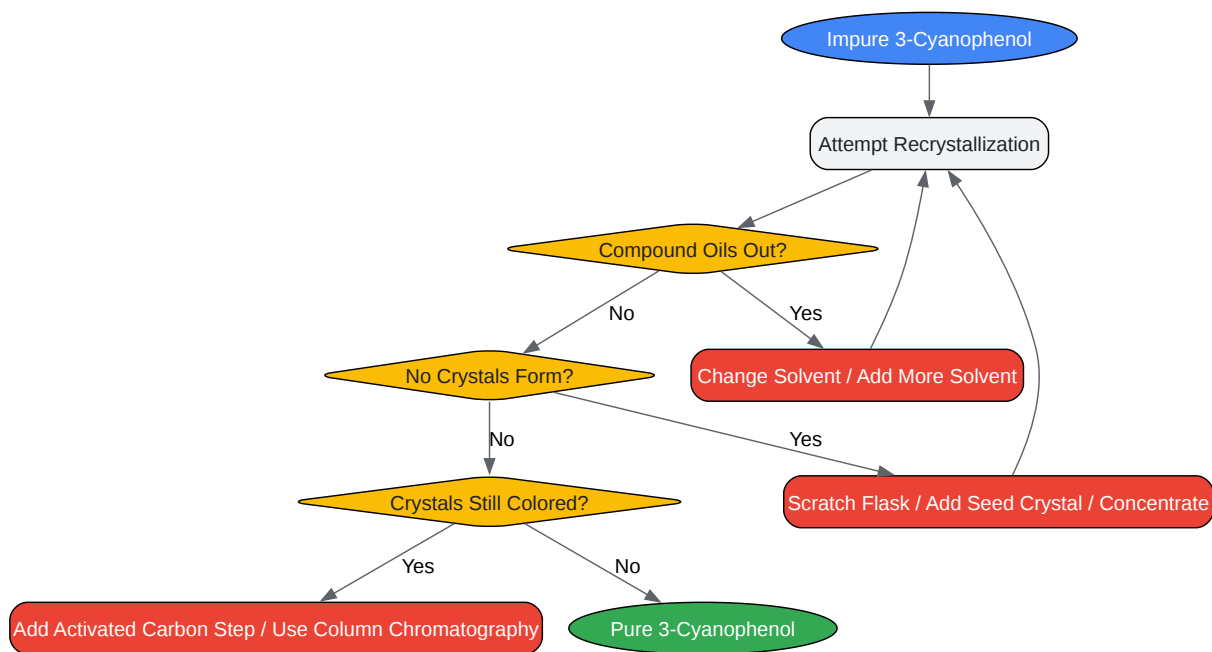 Impure 3-Cyanophenol
Attempt Recrystallization
Compound Oils Out?
No
Yes
No Crystals Form?
Change Solvent / Add More Solvent
No
Yes
Crystals Still Colored?
Scratch Flask / Add Seed Crystal / Concentrate
Yes
No
Add Activated Carbon Step / Use Column Chromatography
Pure 3-Cyanophenol